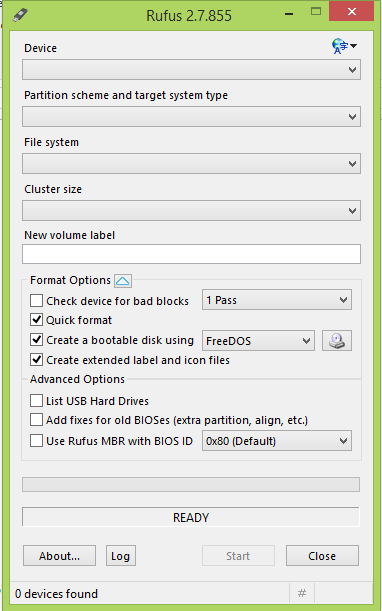 Rufus 2.7.855
Device
Partition scheme and target system type
File system
Cluster size
New volume label
Format Options
Check device for bad blocks 1 Pass
Quick format
Create a bootable disk using FreeDOS
Create extended label and icon files
Advanced Options
List USB Hard Drives
Add fixes for old BIOSes (extra partition, align, etc.)
Use Rufus MBR with BIOS ID 0x80 (Default)
READY
About... Log Start Close
0 devices found #